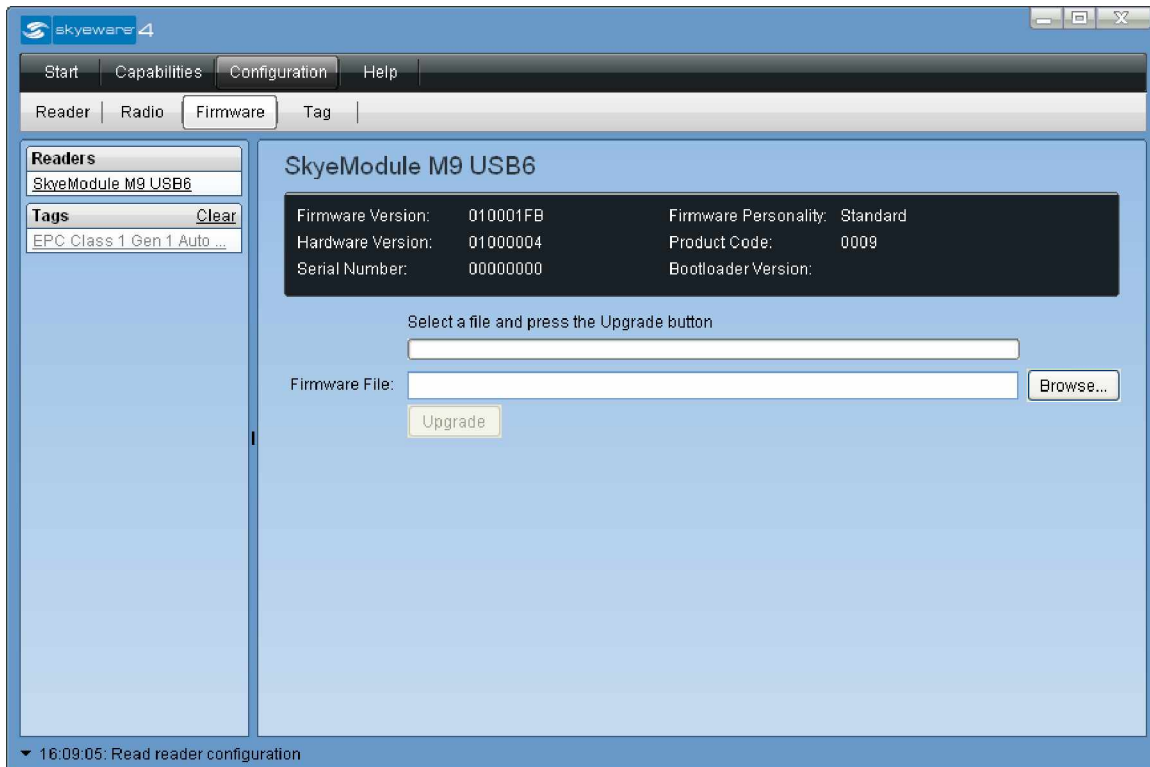 skyeware 4
Start Capabilities Configuration Help
Reader Radio Firmware Tag
Readers
SkyeModule M9 USB6
Tags Clear
EPC Class 1 Gen 1 Auto ...
SkyeModule M9 USB6
Firmware Version: 010001FB Firmware Personality: Standard
Hardware Version: 01000004 Product Code: 0009
Serial Number: 00000000 Bootloader Version:
Select a file and press the Upgrade button
Firmware File: Browse...
Upgrade
16:09:05: Read reader configuration